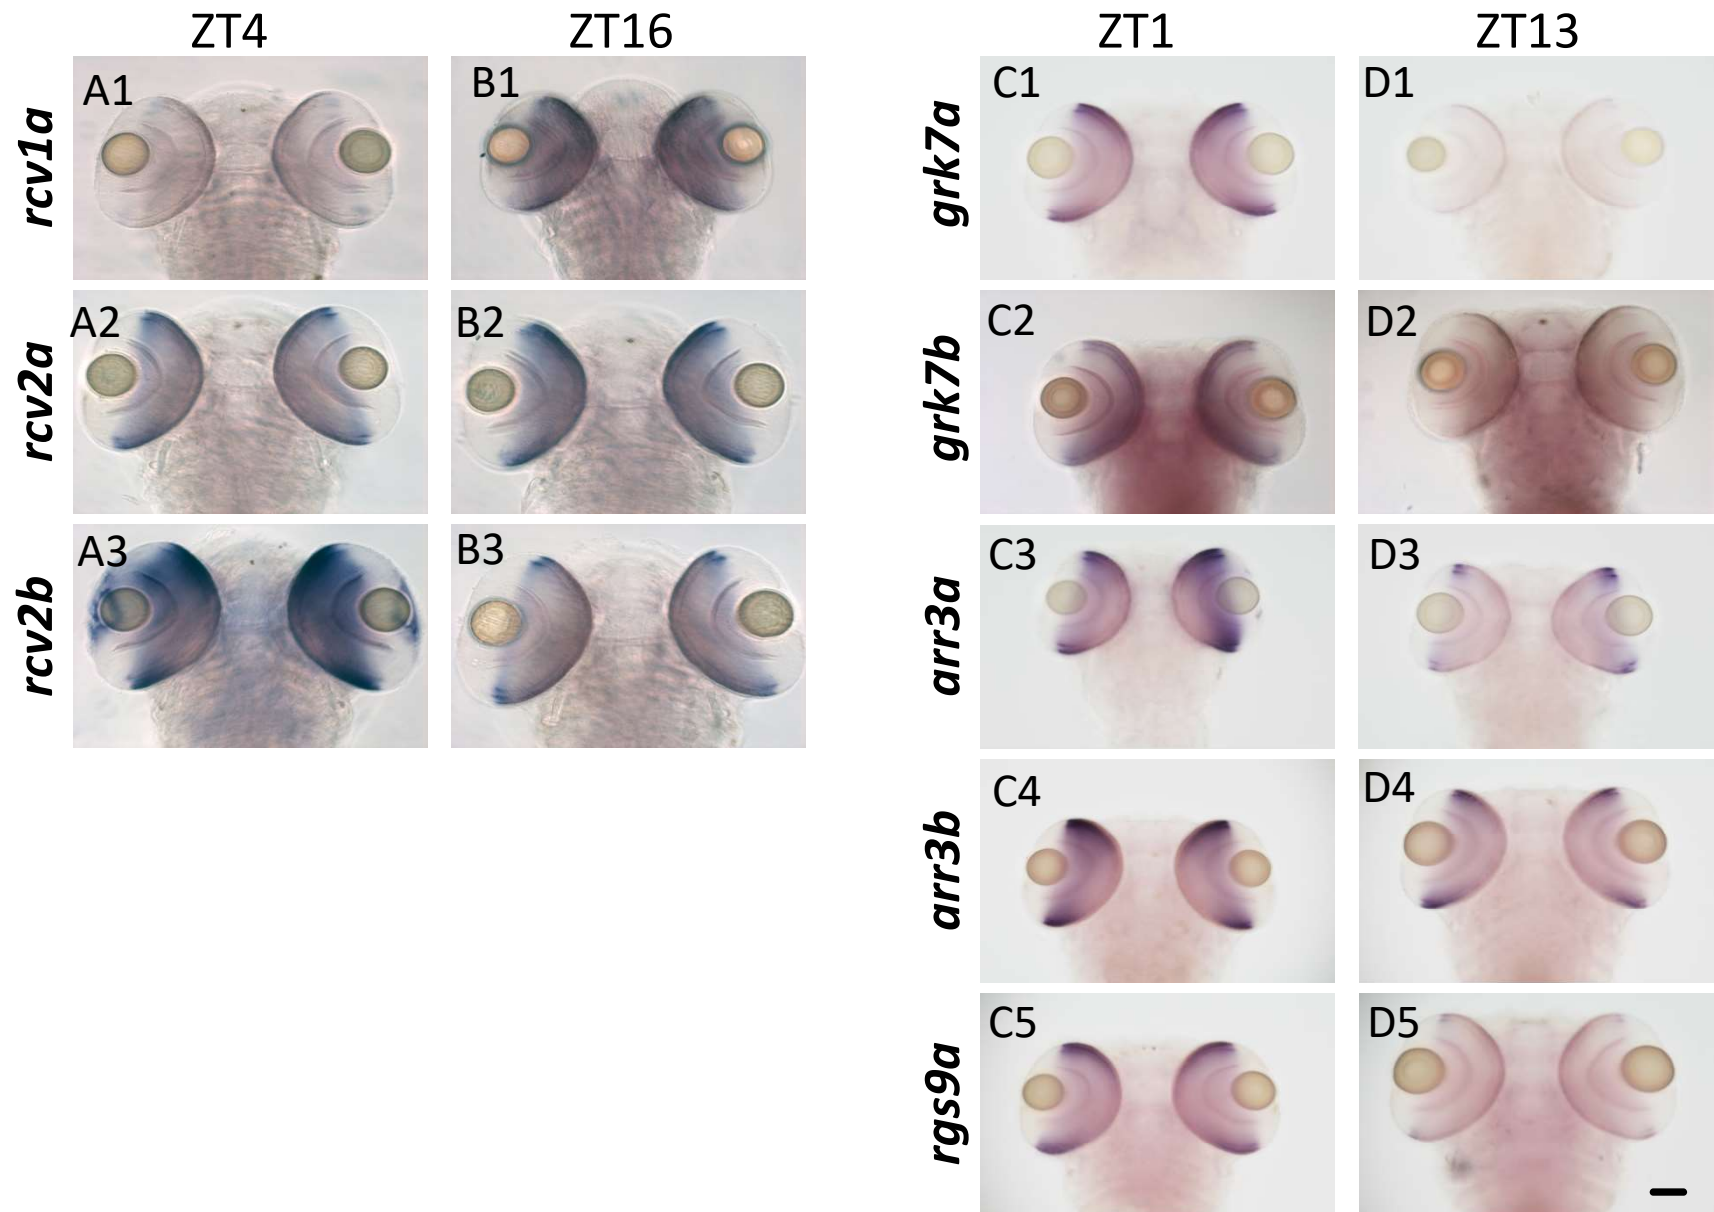 ZT4 ZT16 ZT1 ZT13
rcv1a A1 B1 grk7a C1 D1
rcv2a A2 B2 grk7b C2 D2
rcv2b A3 B3 arr3a C3 D3
arr3b C4 D4
rgs9a C5 D5